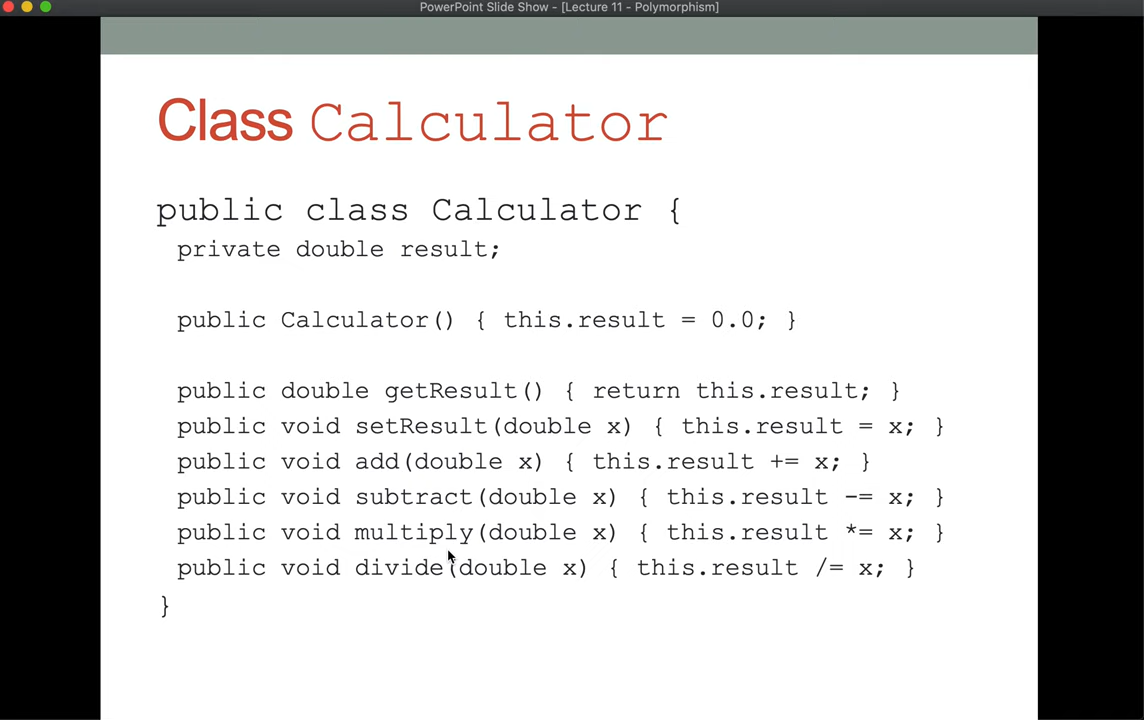 PowerPoint Slide Show - [Lecture 11 - Polymorphism]
Class Calculator
public class Calculator {
private double result;
public Calculator() { this.result = 0.0; }
public double getResult() { return this.result; }
public void setResult(double x) { this.result = x; }
public void add(double x) { this.result += x; }
public void subtract(double x) { this.result -= x; }
public void multiply(double x) { this.result *= x; }
public void divide(double x) { this.result /= x; }
}